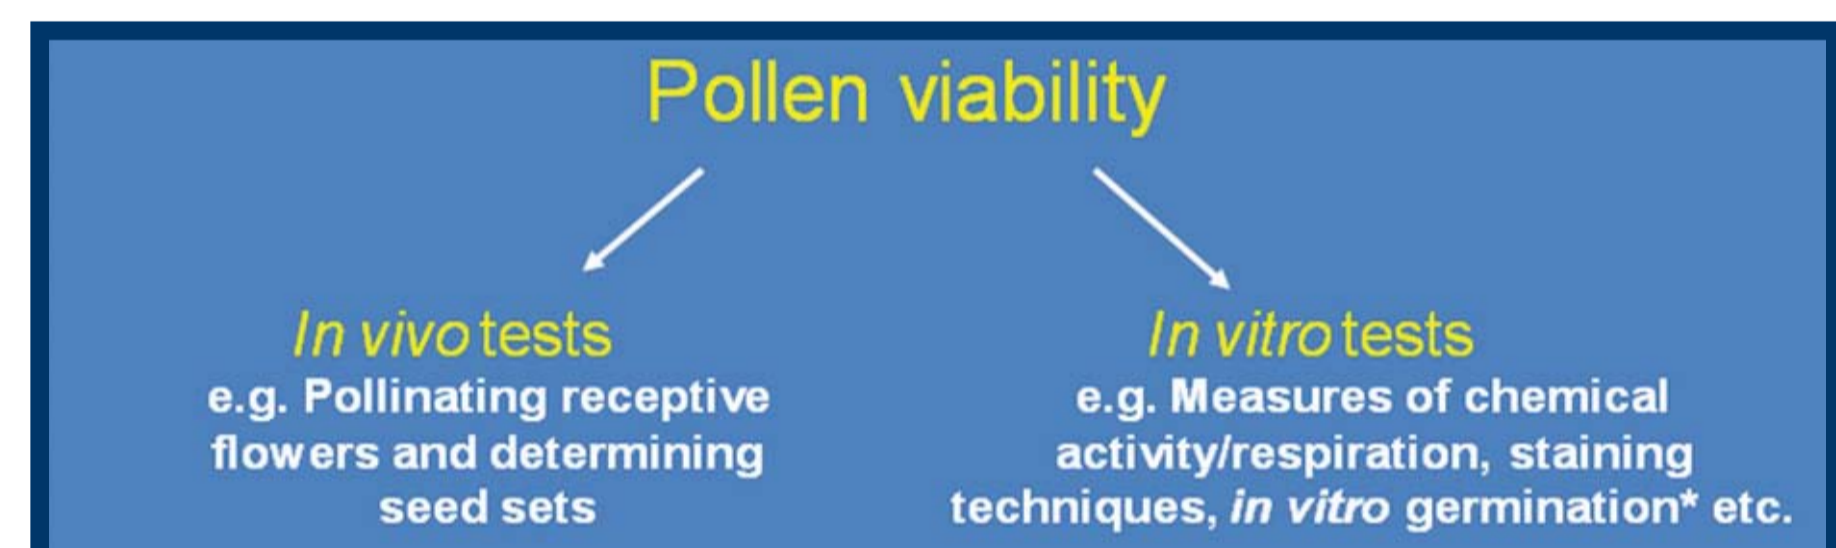 Pollen viability
In vivo tests
e.g. Pollinating receptive
flowers and determining
seed sets
In vitro tests
e.g. Measures of chemical
activity/respiration, staining
techniques, in vitro germination* etc.